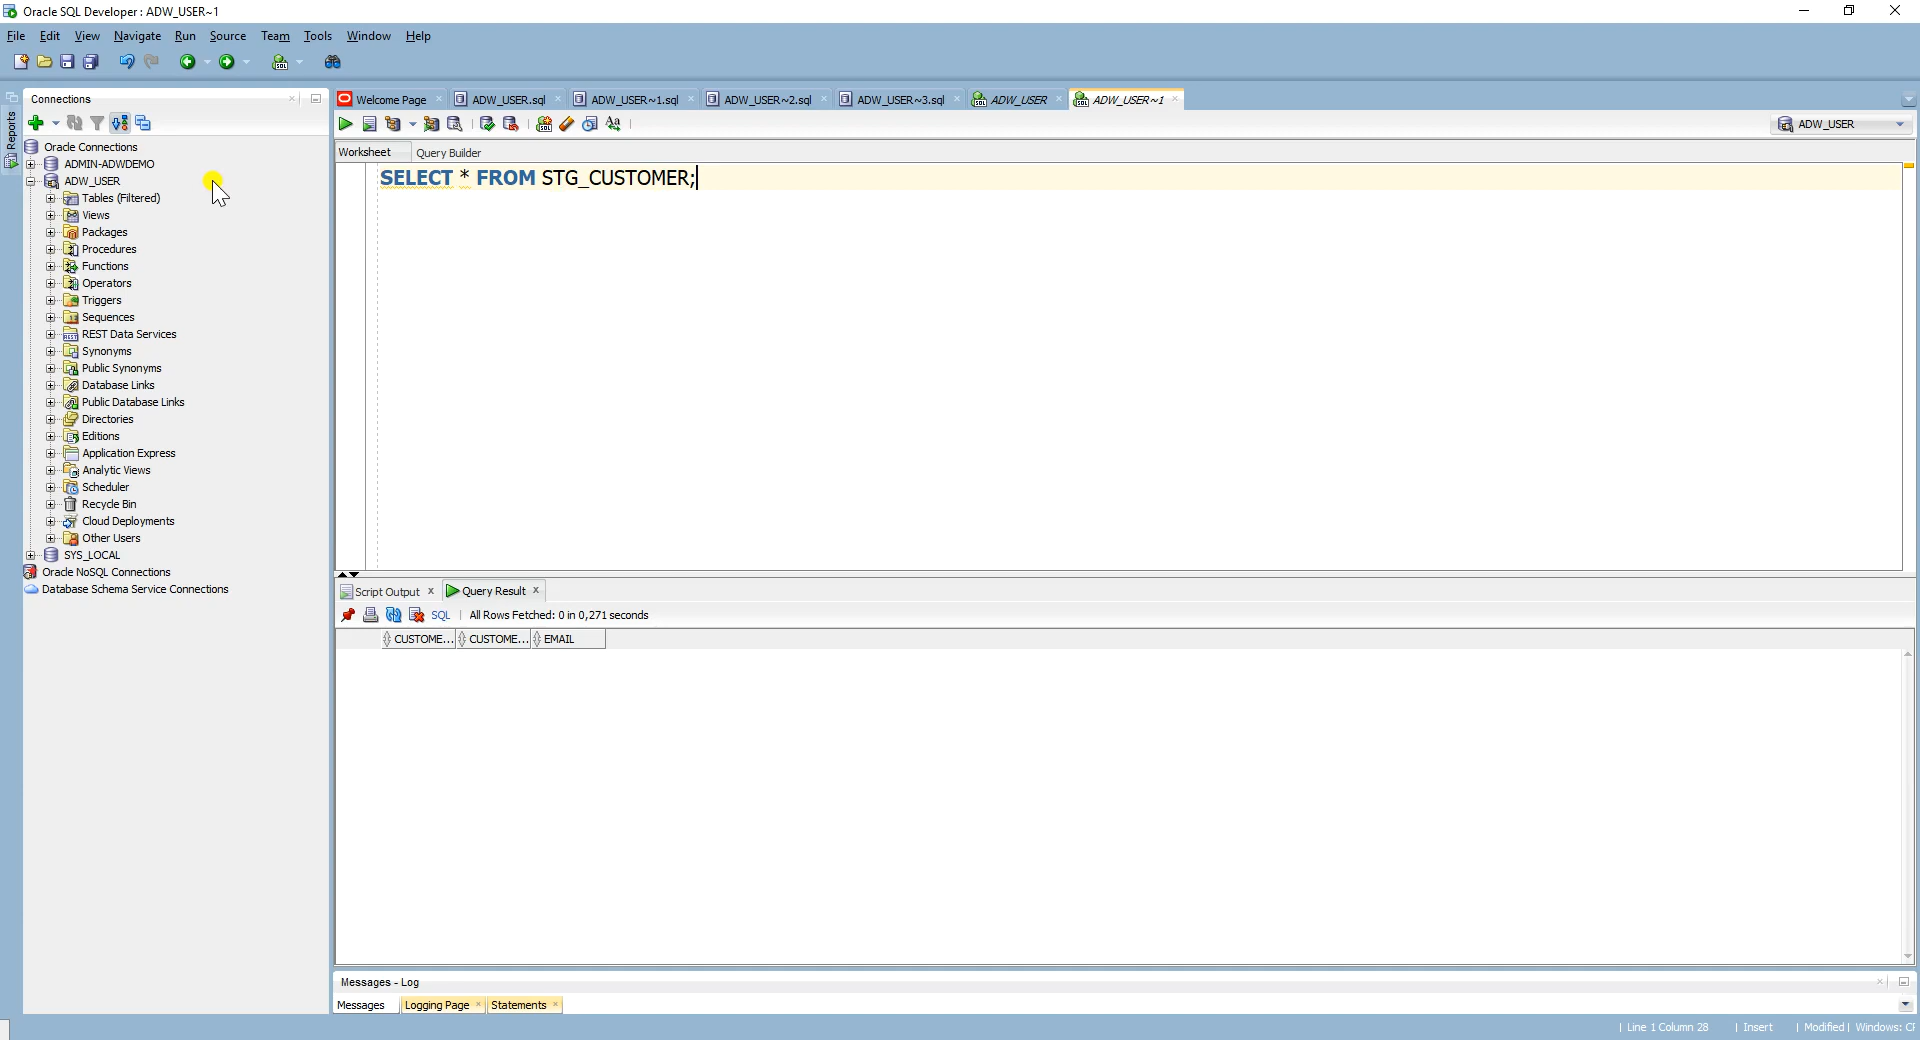 Oracle SQL Developer : ADW_USER~1
File Edit View Navigate Run Source Team Tools Window Help
Reports
Connections
Welcome Page ADW_USER.sql ADW_USER~1.sql ADW_USER~2.sql ADW_USER~3.sql ADW_USER ADW_USER~1
ADW_USER
Worksheet Query Builder
SELECT * FROM STG_CUSTOMER;
Oracle Connections
ADMIN-ADWDEMO
ADW_USER
Tables (Filtered)
Views
Packages
Procedures
Functions
Operators
Triggers
Sequences
REST Data Services
Synonyms
Public Synonyms
Database Links
Public Database Links
Directories
Editions
Application Express
Analytic Views
Scheduler
Recycle Bin
Cloud Deployments
Other Users
SYS_LOCAL
Oracle NoSQL Connections
Database Schema Service Connections
Script Output Query Result
SQL All Rows Fetched: 0 in 0,271 seconds
CUSTOME... CUSTOME... EMAIL
Messages - Log
Messages Logging Page Statements
Line 1 Column 28 | Insert | Modified | Windows: CF